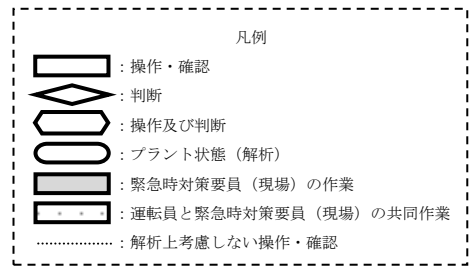 凡例
：操作・確認
：判断
：操作及び判断
：プラント状態（解析）
：緊急時対策要員（現場）の作業
：運転員と緊急時対策要員（現場）の共同作業
：解析上考慮しない操作・確認